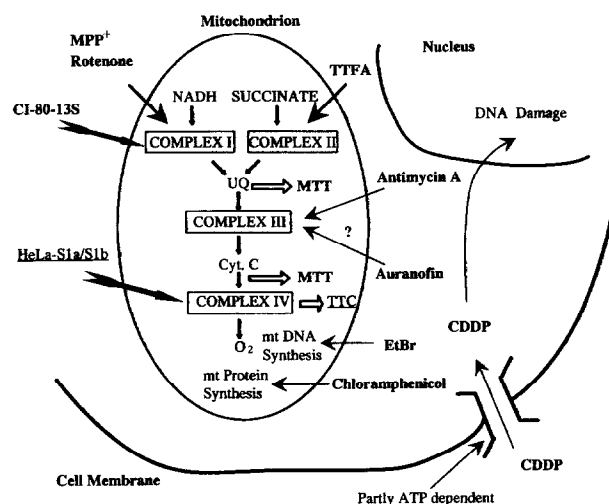 Mitochondrion
MPP+
Rotenone
TTFA
Nucleus
NADH
SUCCINATE
CI-80-13S
DNA Damage
COMPLEX I
COMPLEX II
UQ
MTT
Antimycin A
COMPLEX III
?
HeLa-S1a/S1b
Cyt. C
MTT
Auranofin
COMPLEX IV
TTC
CDDP
O2
mt DNA
Synthesis
EtBr
mt Protein
Synthesis
Chloramphenicol
Cell Membrane
CDDP
Partly ATP dependent